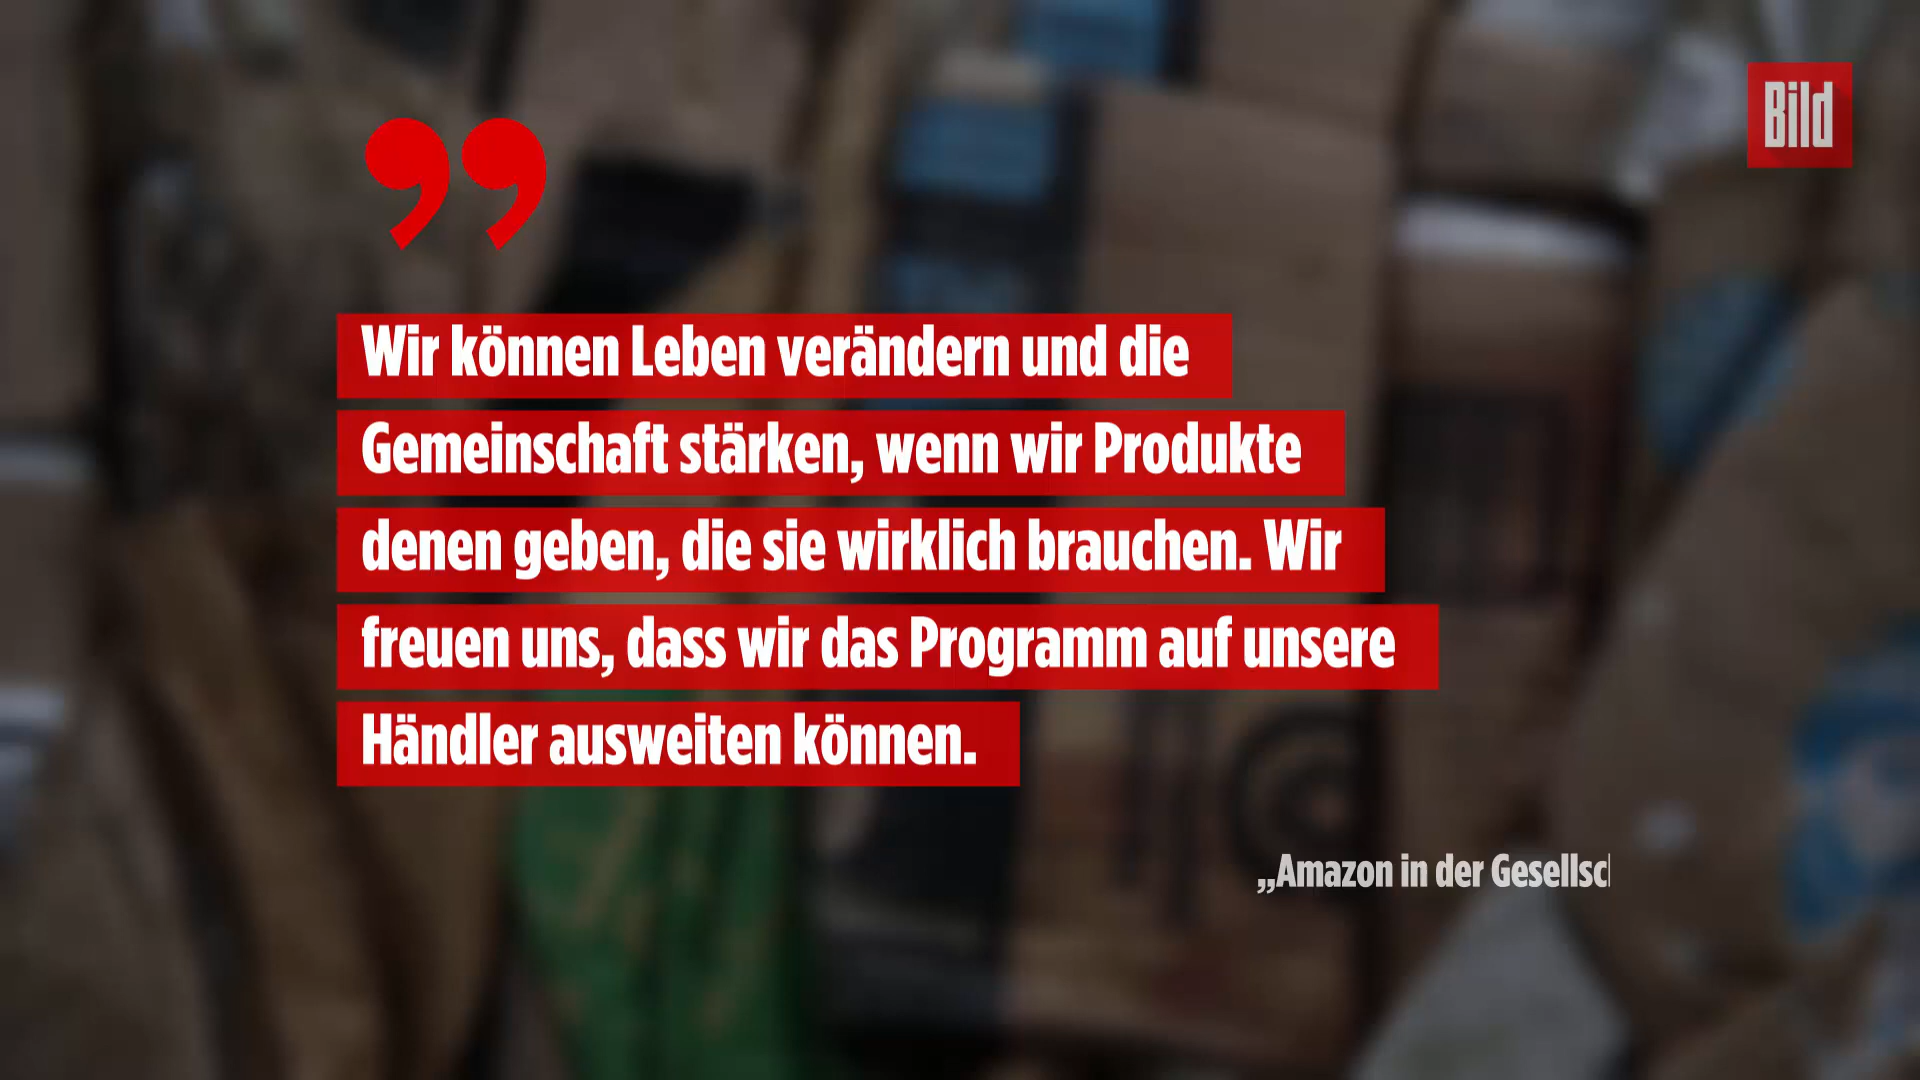 Bild
Wir können Leben verändern und die
Gemeinschaft stärken, wenn wir Produkte
denen geben, die sie wirklich brauchen. Wir
freuen uns, dass wir das Programm auf unsere
Händler ausweiten können.
„Amazon in der Gesellsc